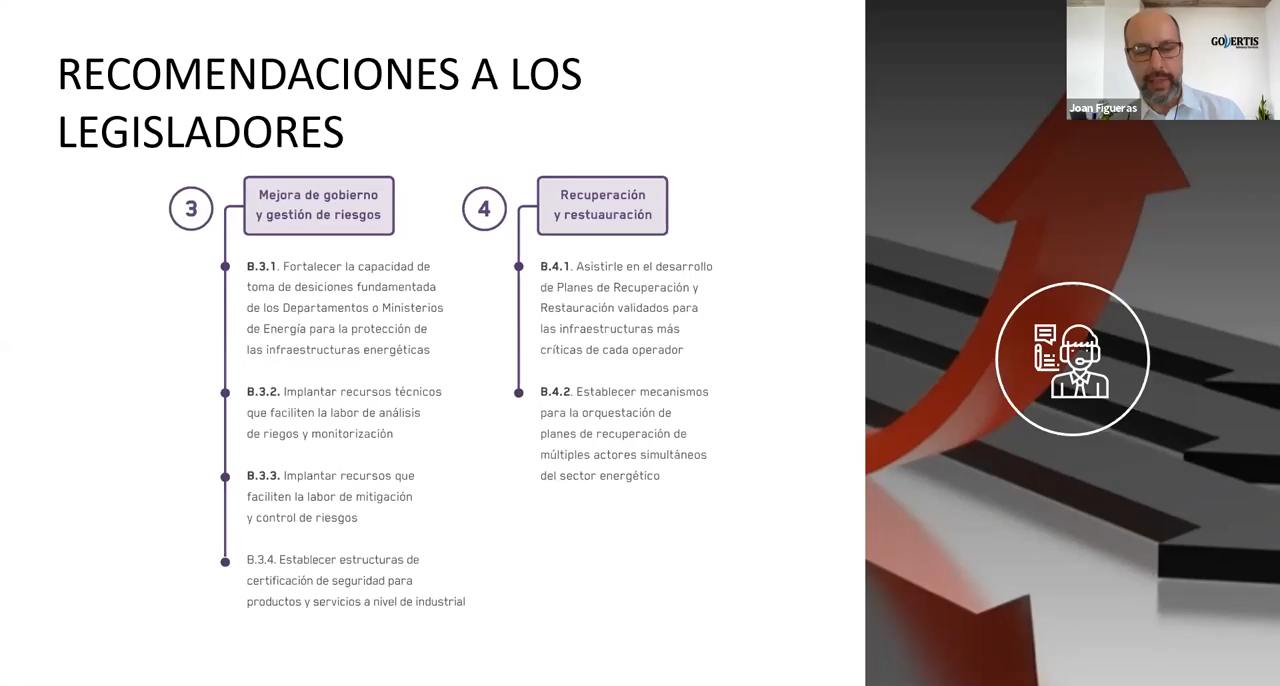 RECOMENDACIONES A LOS
LEGISLADORES
3
Mejora de gobierno
y gestión de riesgos
B.3.1. Fortalecer la capacidad de
toma de desiciones fundamentada
de los Departamentos o Ministerios
de Energía para la protección de
las infraestructuras energéticas
B.3.2. Implantar recursos técnicos
que faciliten la labor de análisis
de riegos y monitorización
B.3.3. Implantar recursos que
faciliten la labor de mitigación
y control de riesgos
B.3.4. Establecer estructuras de
certificación de seguridad para
productos y servicios a nivel de industrial
4
Recuperación
y restuauración
B.4.1. Asistirle en el desarrollo
de Planes de Recuperación y
Restauración validados para
las infraestructuras más
críticas de cada operador
B.4.2. Establecer mecanismos
para la orquestación de
planes de recuperación de
múltiples actores simultáneos
del sector energético
GOVERTIS
Joan Figueras